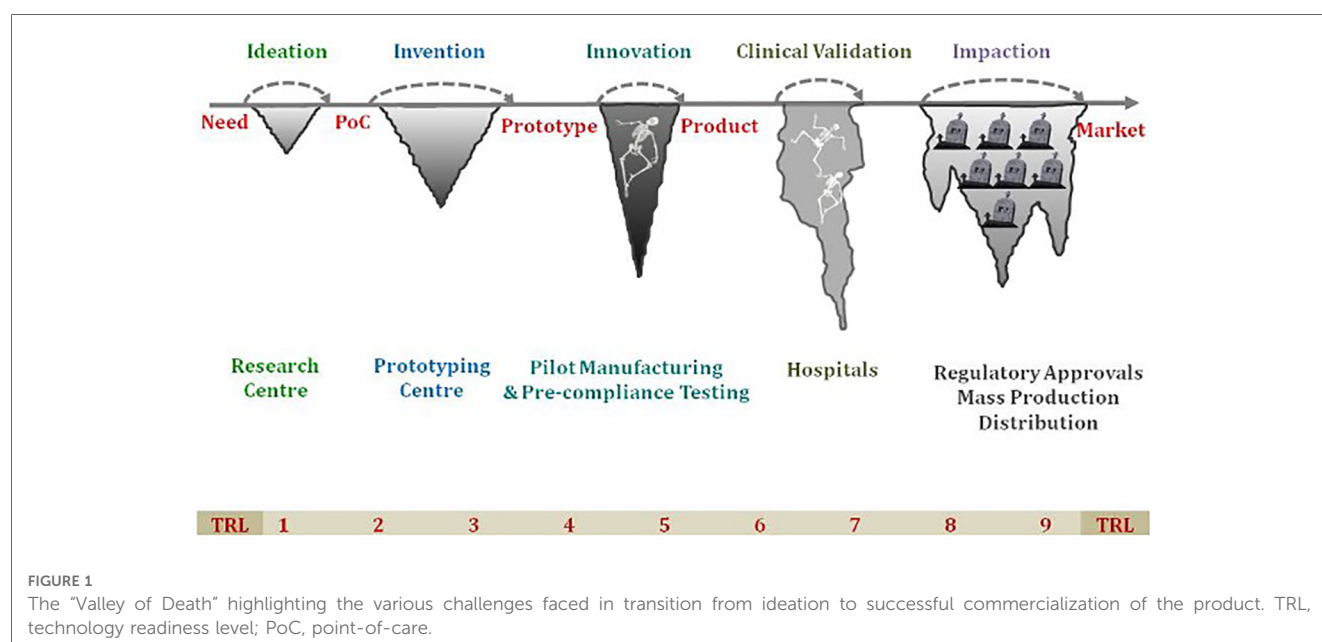 Ideation Invention Innovation Clinical Validation Impaction
Need PoC Prototype Product Market
Research Centre
Prototyping Centre
Pilot Manufacturing
& Pre-compliance Testing
Hospitals
Regulatory Approvals
Mass Production
Distribution
TRL 1 2 3 4 5 6 7 8 9 TRL
FIGURE 1
The "Valley of Death" highlighting the various challenges faced in transition from ideation to successful commercialization of the product. TRL,
technology readiness level; PoC, point-of-care.